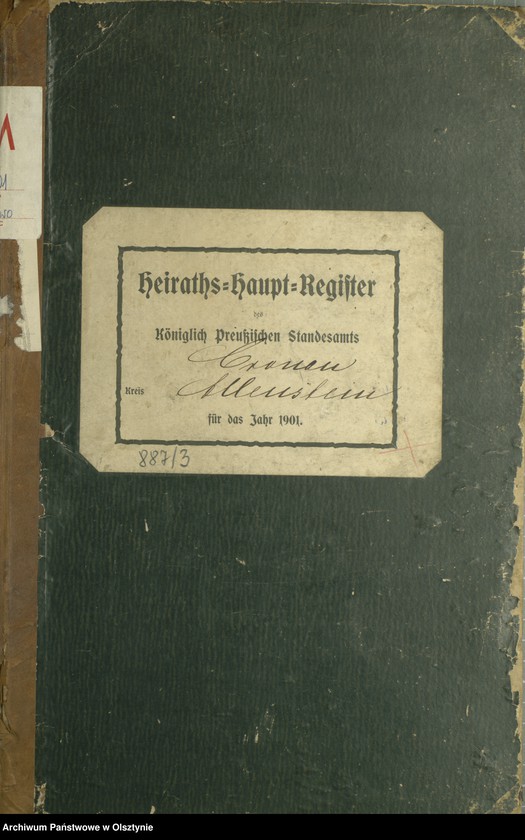 Heiraths-Haupt-Register
des
Königlich Preußischen Standesamts
Cronau
Kreis Allenstein
für das Jahr 1901.
887/3
Archiwum Państwowe w Olsztynie